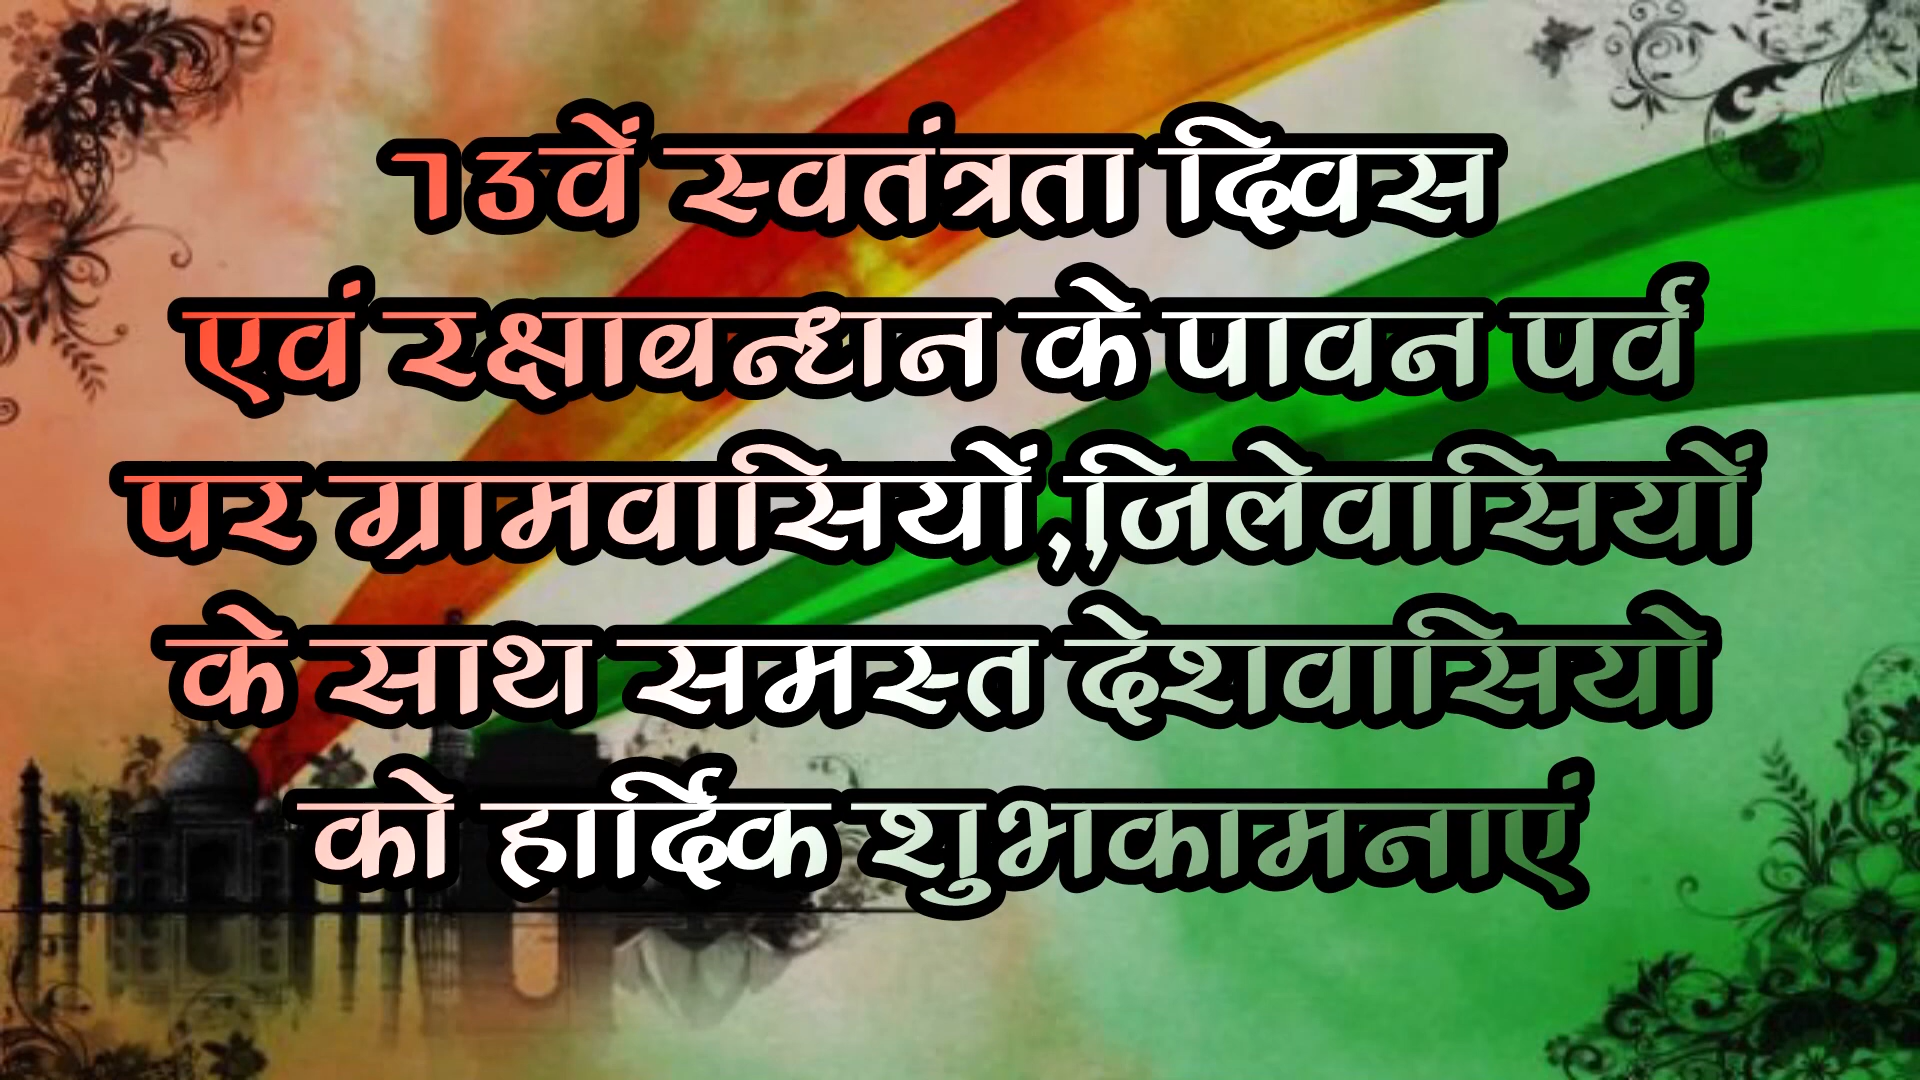 73वें स्वतंत्रता दिवस
एवं रक्षाबन्धन के पावन पर्व
पर ग्रामवासियों,,जिलेवासियों
के साथ समस्त देशवासियो
को हार्दिक शुभकामनाएं